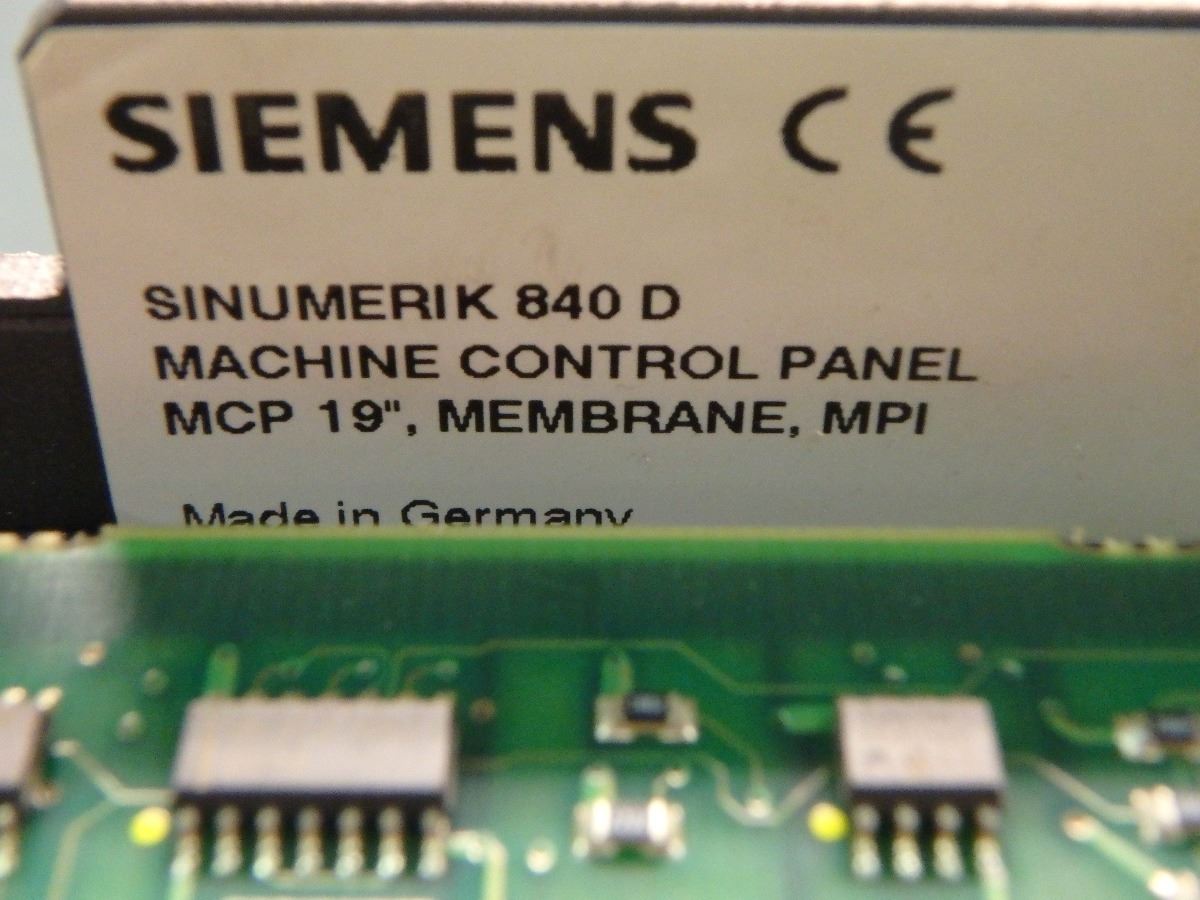 SIEMENS CE
SINUMERIK 840 D
MACHINE CONTROL PANEL
MCP 19", MEMBRANE, MPI
Made in Germany